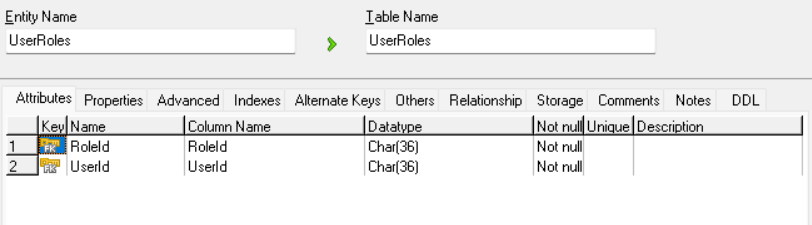 Entity Name Table Name
UserRoles UserRoles
Attributes Properties Advanced Indexes Alternate Keys Others Relationship Storage Comments Notes DDL
Key Name Column Name Datatype Not null Unique Description
1 RoleId RoleId Char(36) Not null
2 UserId UserId Char(36) Not null